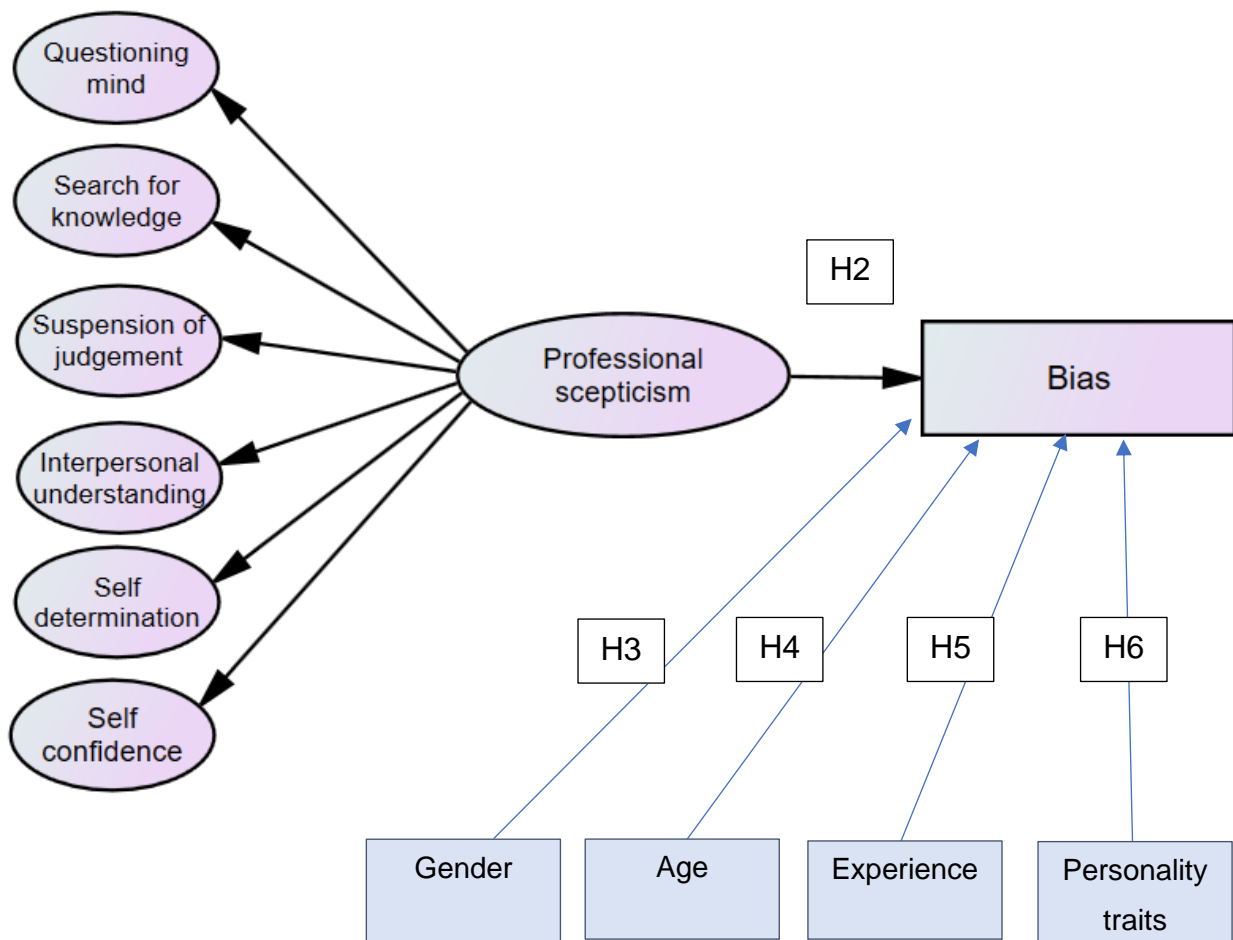 Questioning
mind
Search for
knowledge
Suspension of
judgement
Interpersonal
understanding
Self
determination
Self
confidence
Professional
scepticism
H2
Bias
H3
H4
H5
H6
Gender
Age
Experience
Personality
traits